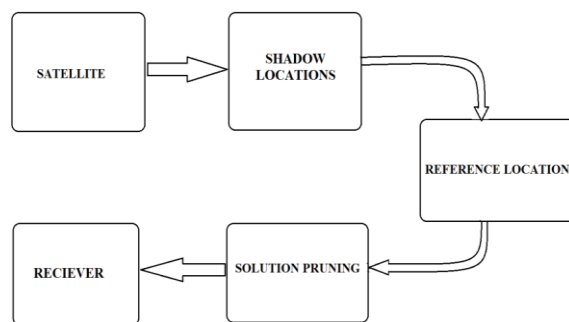 SATELLITE
SHADOW
LOCATIONS
REFERENCE LOCATION
SOLUTION PRUNING
RECIEVER